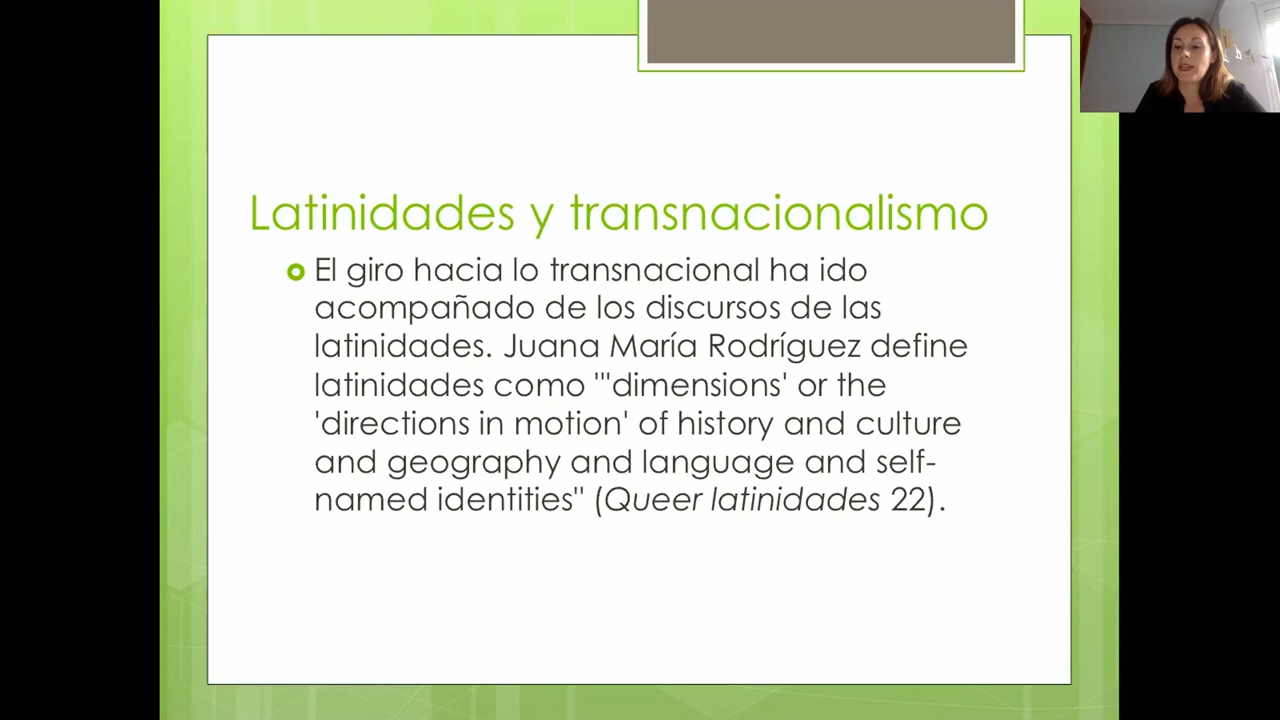 Latinidades y transnacionalismo
El giro hacia lo transnacional ha ido
acompañado de los discursos de las
latinidades. Juana María Rodríguez define
latinidades como "'dimensions' or the
'directions in motion' of history and culture
and geography and language and self-
named identities" (Queer latinidades 22).